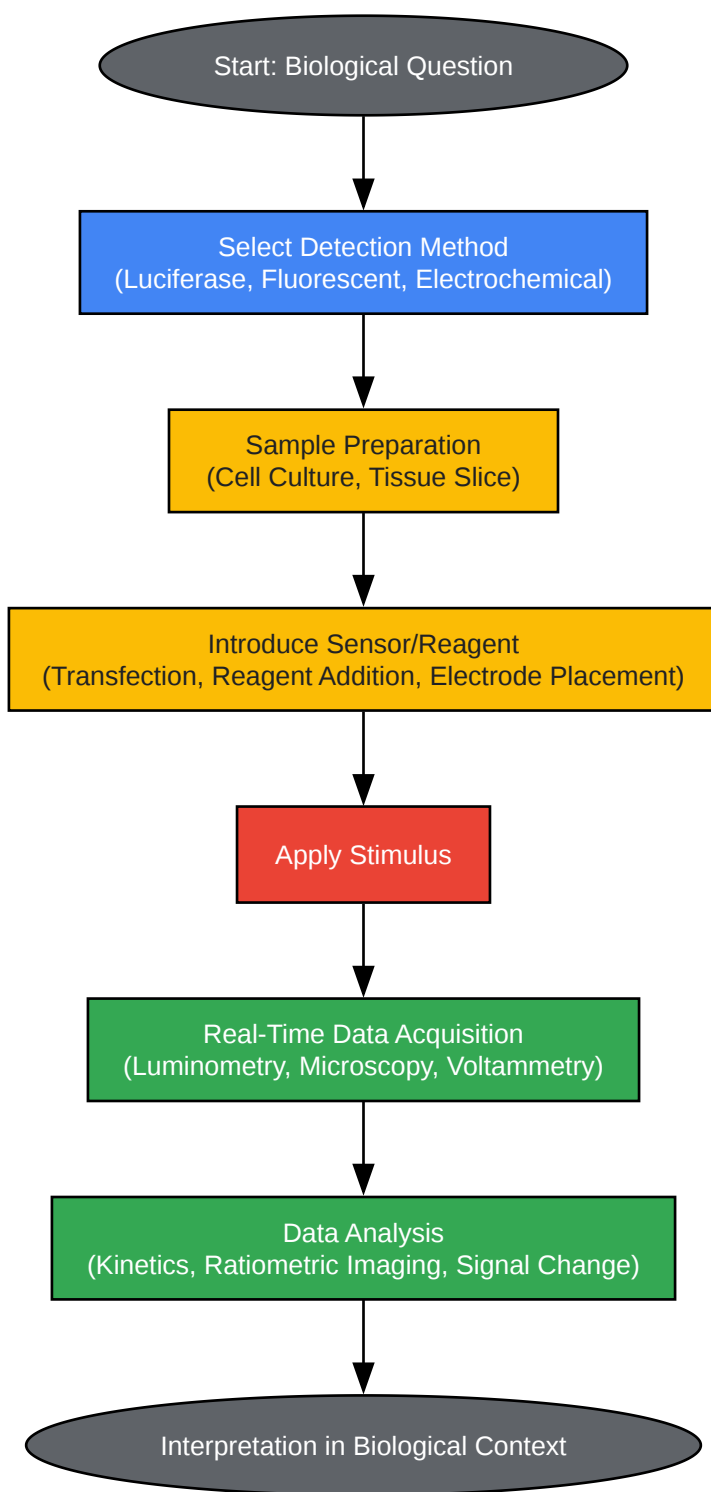 Start: Biological Question
Select Detection Method
(Luciferase, Fluorescent, Electrochemical)
Sample Preparation
(Cell Culture, Tissue Slice)
Introduce Sensor/Reagent
(Transfection, Reagent Addition, Electrode Placement)
Apply Stimulus
Real-Time Data Acquisition
(Luminometry, Microscopy, Voltammetry)
Data Analysis
(Kinetics, Ratiometric Imaging, Signal Change)
Interpretation in Biological Context